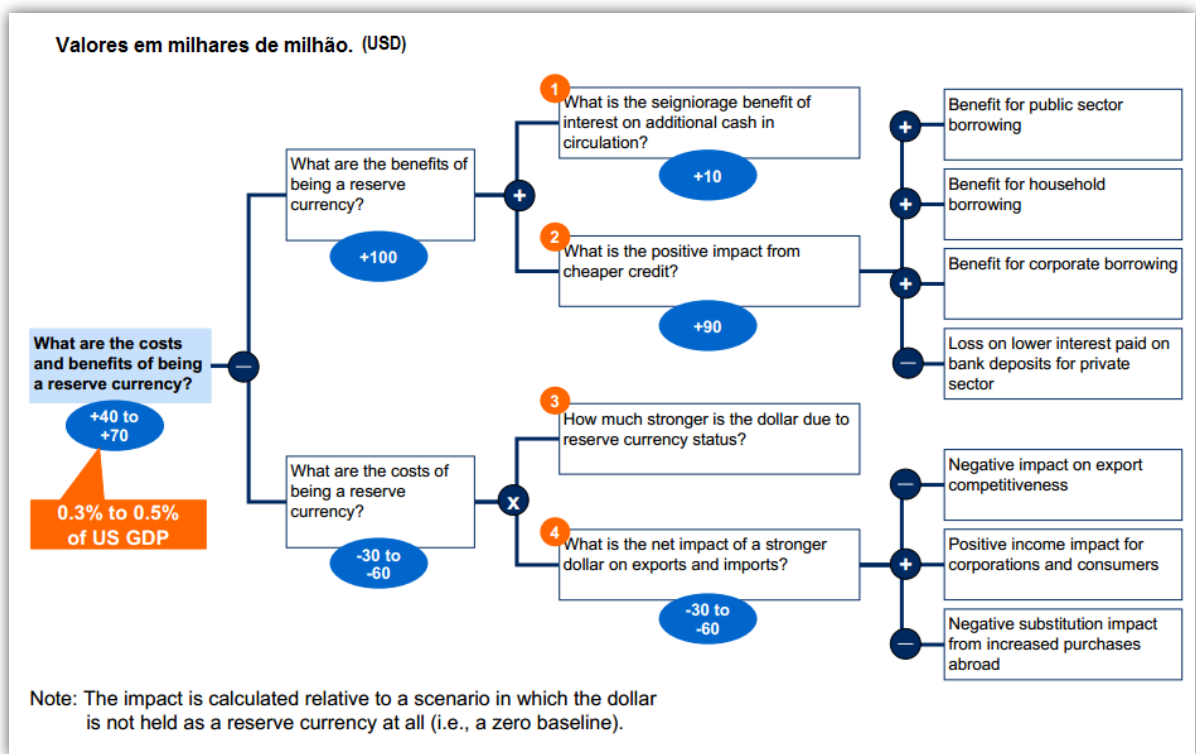 Valores em milhares de milhão. (USD)
What are the costs
and benefits of being
a reserve currency?
+40 to
+70
0.3% to 0.5%
of US GDP
–
What are the benefits of
being a reserve
currency?
+100
+
1
What is the seigniorage benefit of
interest on additional cash in
circulation?
+10
2
What is the positive impact from
cheaper credit?
+90
+
Benefit for public sector
borrowing
+
Benefit for household
borrowing
+
Benefit for corporate borrowing
–
Loss on lower interest paid on
bank deposits for private
sector
What are the costs of
being a reserve
currency?
-30 to
-60
x
3
How much stronger is the dollar due to
reserve currency status?
4
What is the net impact of a stronger
dollar on exports and imports?
-30 to
-60
–
Negative impact on export
competitiveness
+
Positive income impact for
corporations and consumers
–
Negative substitution impact
from increased purchases
abroad
Note: The impact is calculated relative to a scenario in which the dollar
is not held as a reserve currency at all (i.e., a zero baseline).